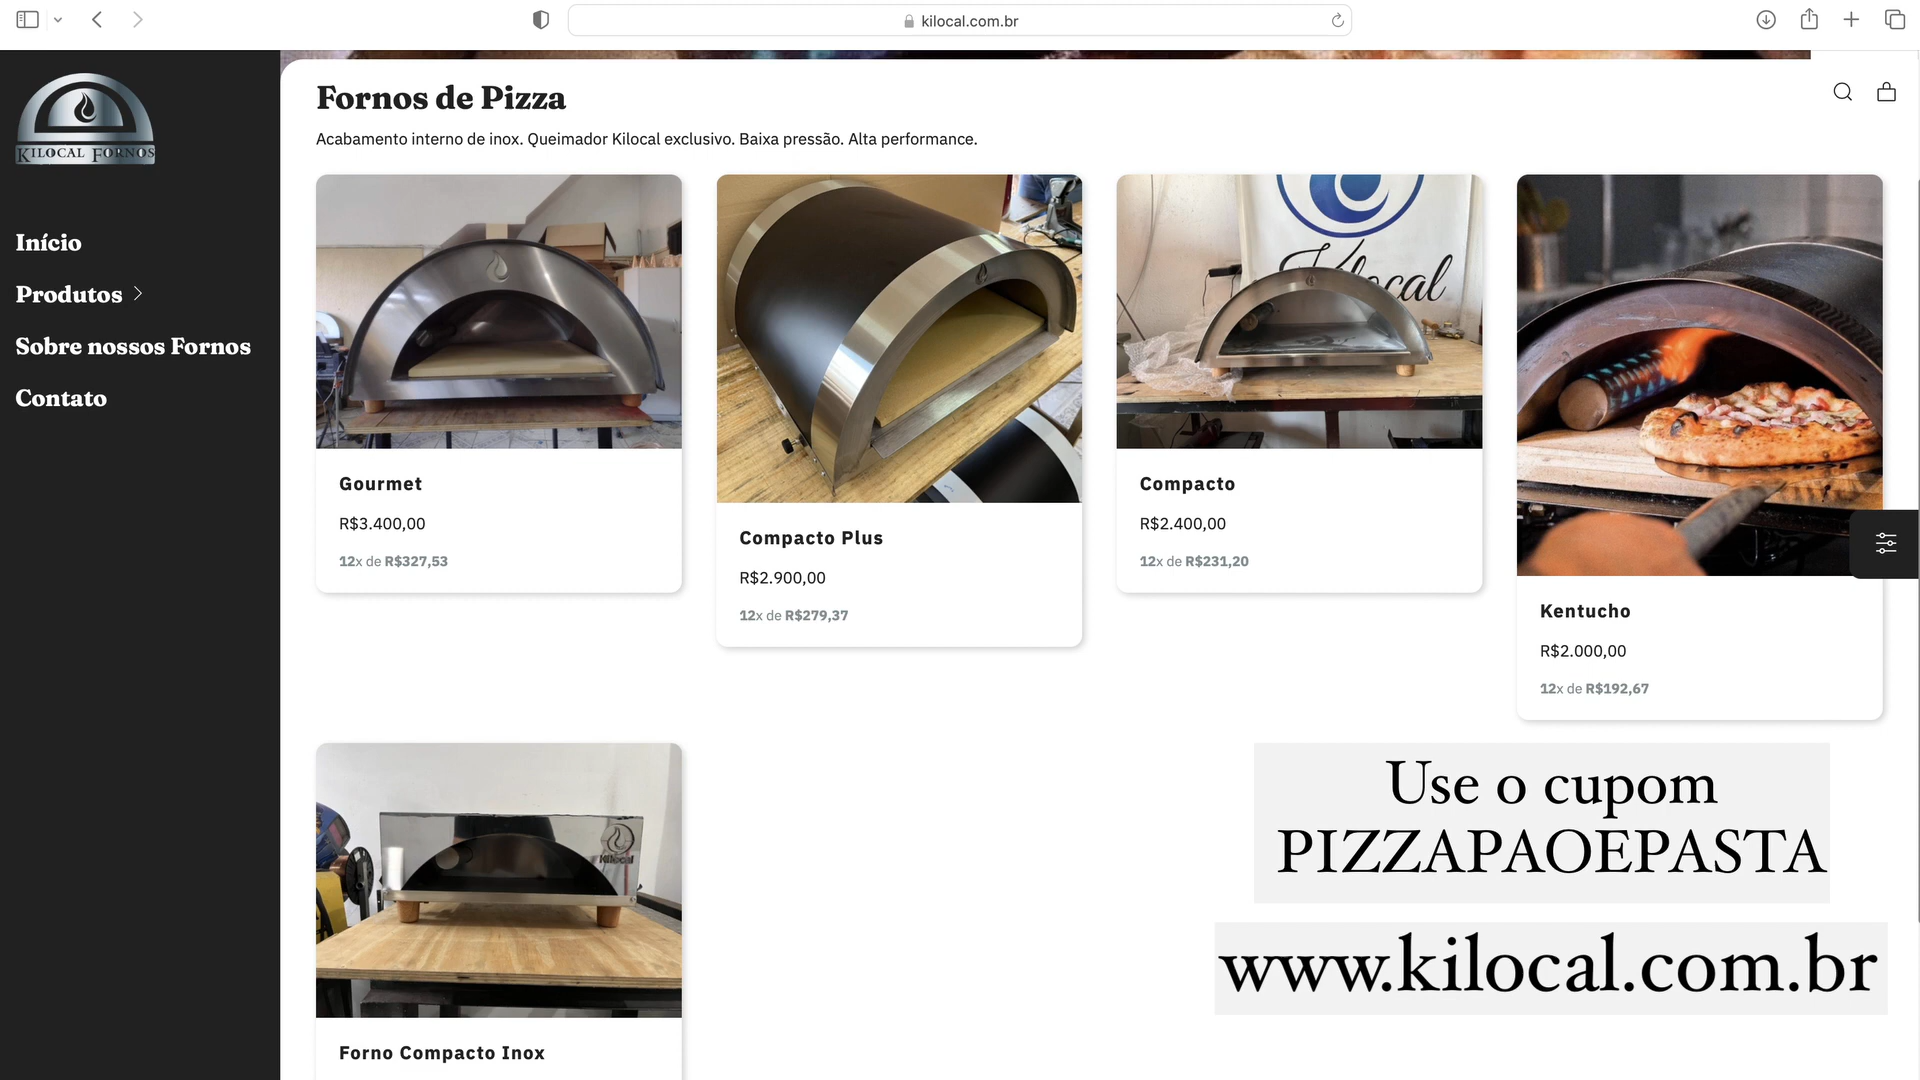 kilocal.com.br
KILOCAL FORNOS
Início
Produtos
Sobre nossos Fornos
Contato
Fornos de Pizza
Acabamento interno de inox. Queimador Kilocal exclusivo. Baixa pressão. Alta performance.
Gourmet
R$3.400,00
12x de R$327,53
Compacto Plus
R$2.900,00
12x de R$279,37
Kilocal
Compacto
R$2.400,00
12x de R$231,20
Kentucho
R$2.000,00
12x de R$192,67
Kilocal
Forno Compacto Inox
Use o cupom
PIZZAPAOEPASTA
www.kilocal.com.br